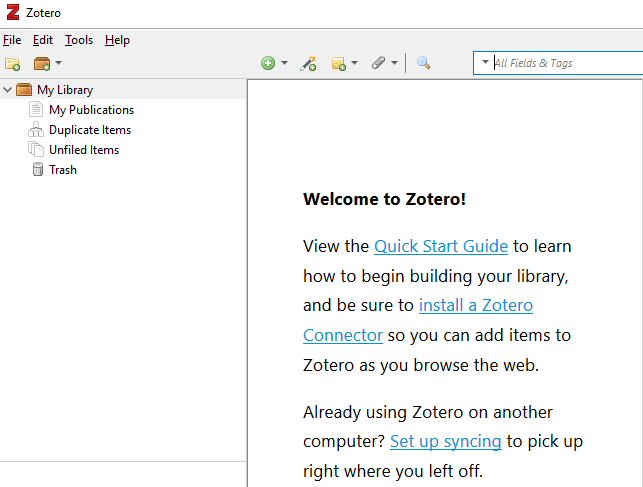 Zotero
File Edit Tools Help
All Fields & Tags
My Library
My Publications
Duplicate Items
Unfiled Items
Trash
Welcome to Zotero!
View the Quick Start Guide to learn
how to begin building your library,
and be sure to install a Zotero
Connector so you can add items to
Zotero as you browse the web.
Already using Zotero on another
computer? Set up syncing to pick up
right where you left off.